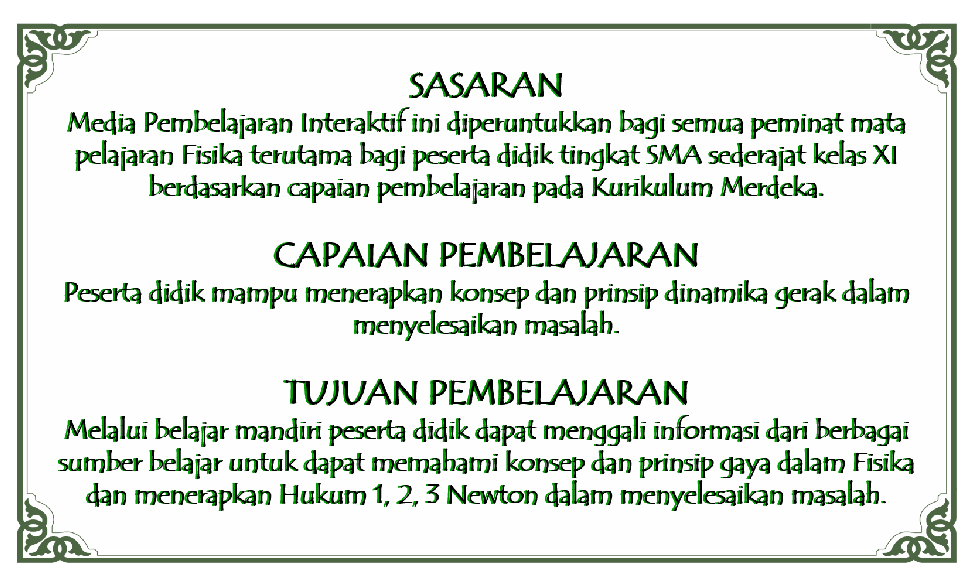 SASARAN
Media Pembelajaran Interaktif ini diperuntukkan bagi semua peminat mata
pelajaran Fisika terutama bagi peserta didik tingkat SMA sederajat kelas XI
berdasarkan capaian pembelajaran pada Kurikulum Merdeka.
CAPAIAN PEMBELAJARAN
Peserta didik mampu menerapkan konsep dan prinsip dinamika gerak dalam
menyelesaikan masalah.
TUJUAN PEMBELAJARAN
Melalui belajar mandiri peserta didik dapat menggali informasi dari berbagai
sumber belajar untuk dapat memahami konsep dan prinsip gaya dalam Fisika
dan menerapkan Hukum 1, 2, 3 Newton dalam menyelesaikan masalah.